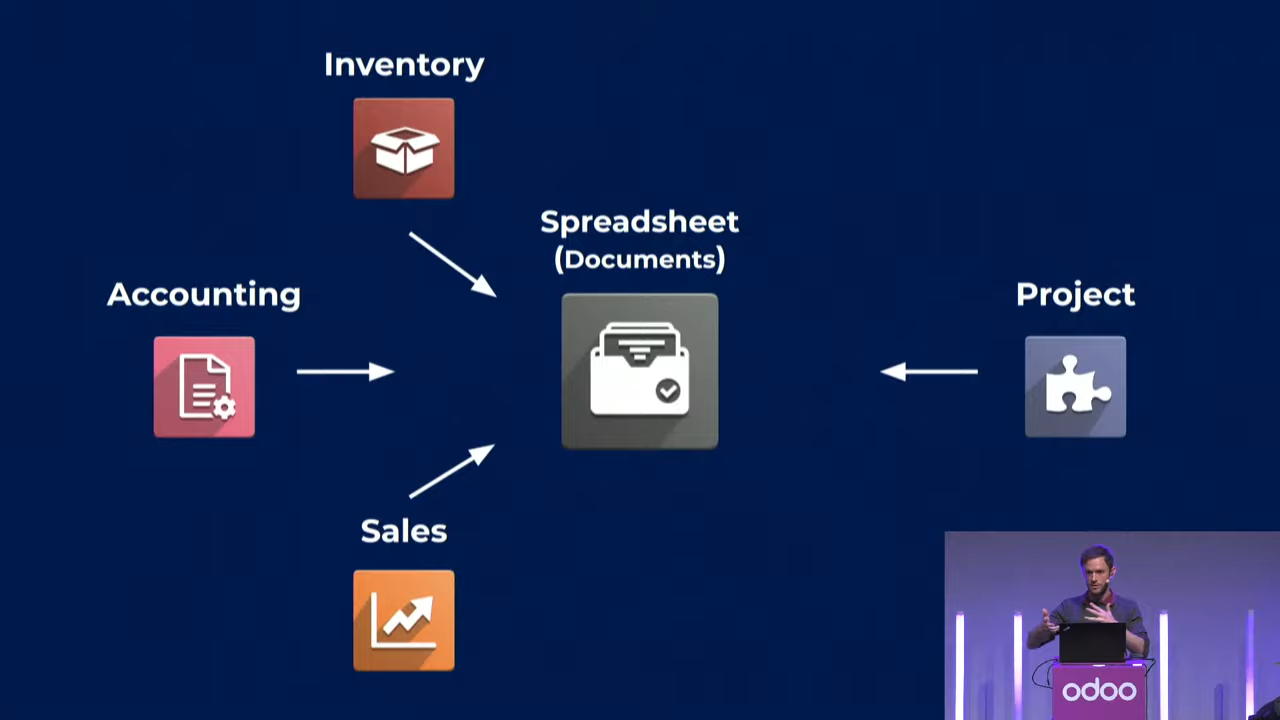 Inventory
Spreadsheet
(Documents)
Accounting
Project
Sales
odoo